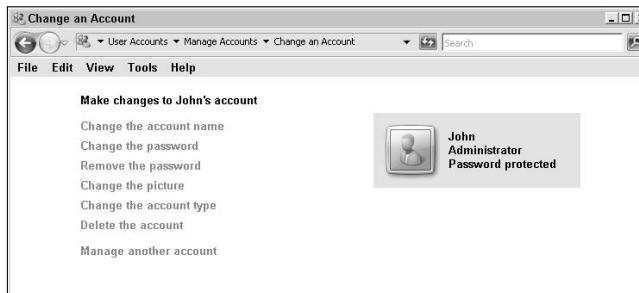 Change an Account
User Accounts ▾ Manage Accounts ▾ Change an Account
Search
File Edit View Tools Help
Make changes to John's account
Change the account name
Change the password
Remove the password
Change the picture
Change the account type
Delete the account
Manage another account
John
Administrator
Password protected